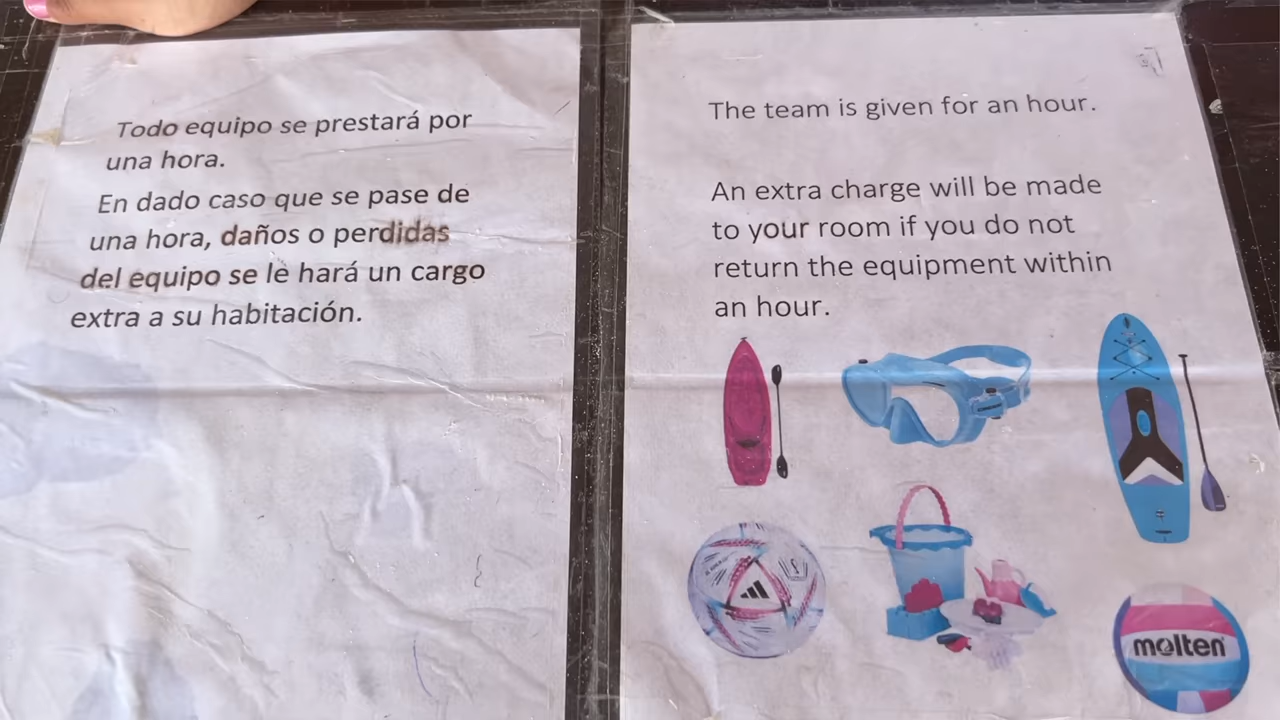 Todo equipo se prestará por
una hora.
En dado caso que se pase de
una hora, daños o perdidas
del equipo se le hará un cargo
extra a su habitación.
The team is given for an hour.
An extra charge will be made
to your room if you do not
return the equipment within
an hour.
molten